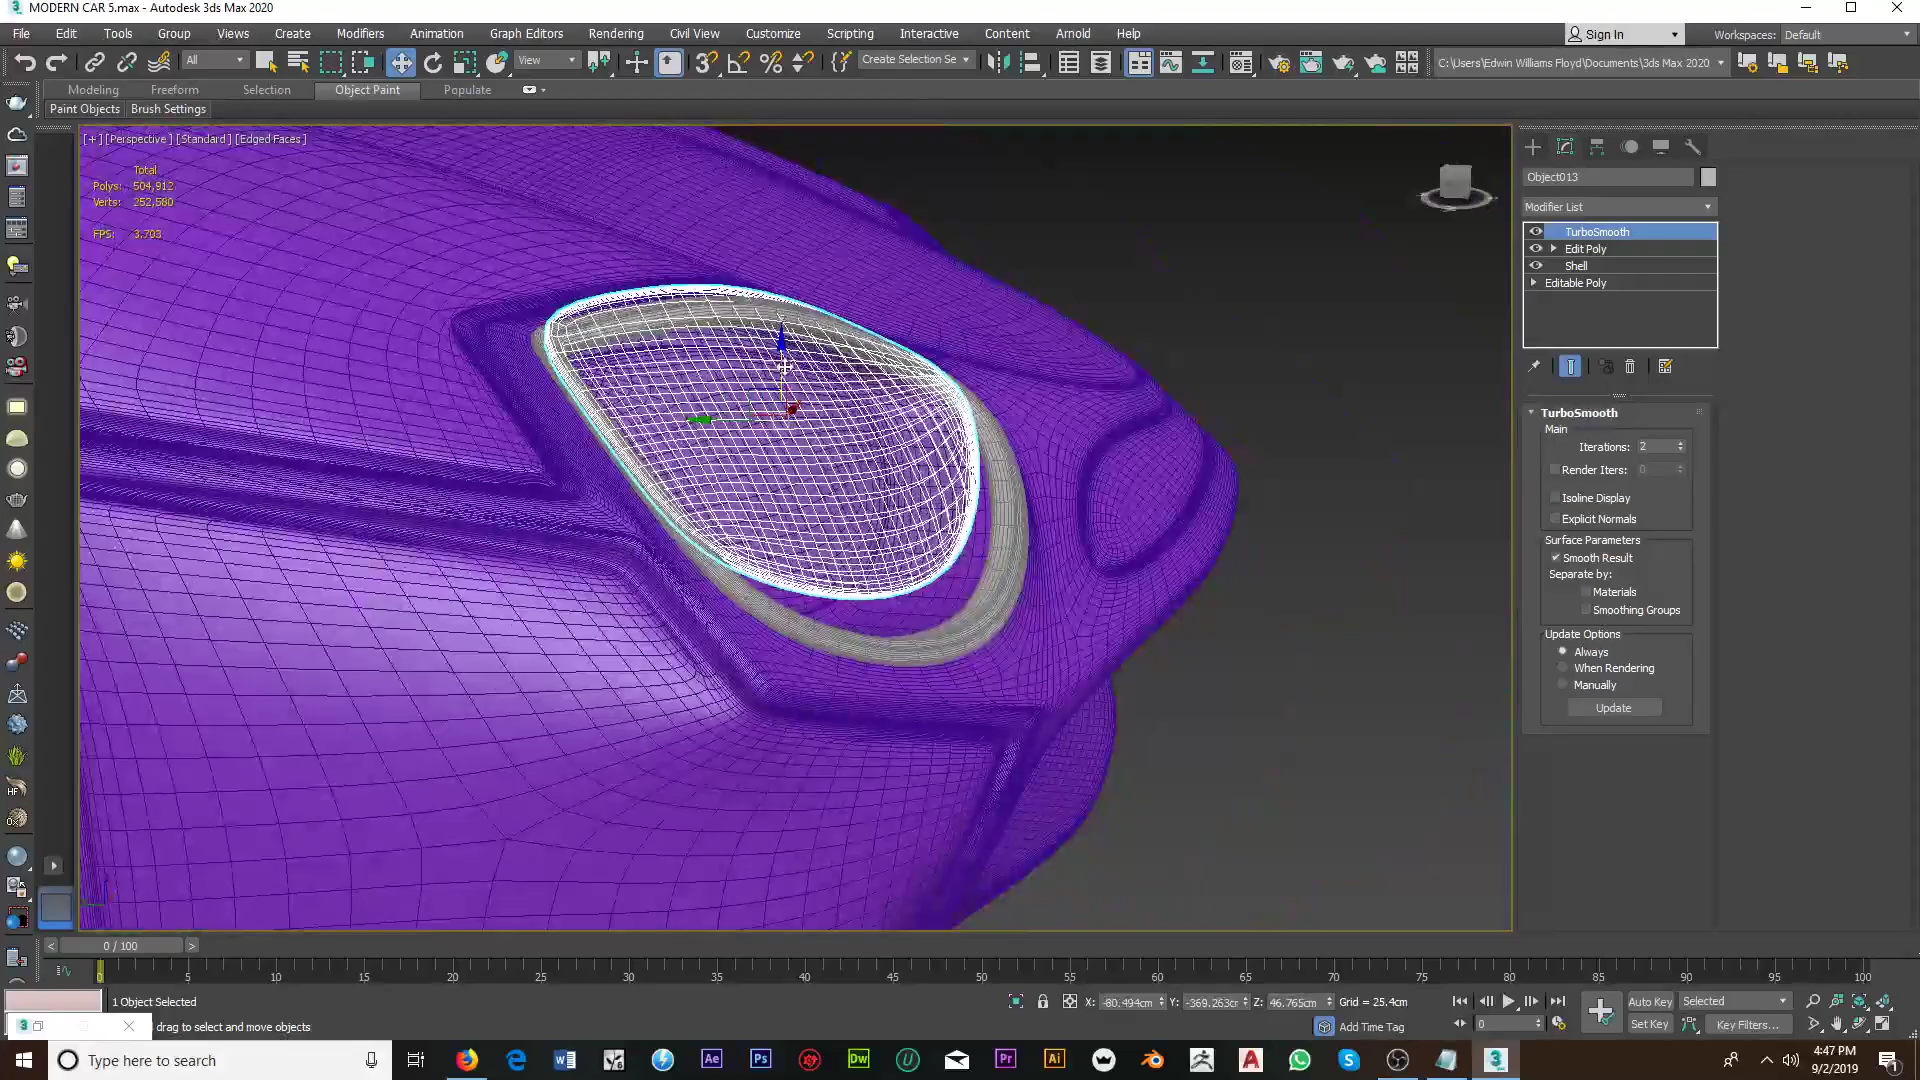 MODERN CAR 5.max - Autodesk 3ds Max 2020
File Edit Tools Group Views Create Modifiers Animation Graph Editors Rendering Civil View Customize Scripting Interactive Content Arnold Help
Sign In Workspaces: Default
All View Create Selection Se C:\Users\Edwin Williams Floyd\Documents\3ds Max 2020
Modeling Freeform Selection Object Paint Populate
Paint Objects Brush Settings
[+] [Perspective] [Standard] [Edged Faces]
Total
Polys: 504,912
Verts: 252,580
FPS: 3.703
Object013
Modifier List
TurboSmooth
Edit Poly
Shell
Editable Poly
TurboSmooth
Main
Iterations: 2
Render Iters: 0
Isoline Display
Explicit Normals
Surface Parameters
Smooth Result
Separate by:
Materials
Smoothing Groups
Update Options
Always
When Rendering
Manually
Update
HF
< 0 / 100 >
0 5 10 15 20 25 30 35 40 45 50 55 60 65 70 75 80 85 90 95 100
1 Object Selected X: -80.494cm Y: -369.263cm Z: 46.765cm Grid = 25.4cm Auto Key Selected
drag to select and move objects Add Time Tag 0 Set Key Key Filters...
Type here to search
4:47 PM
9/2/2019